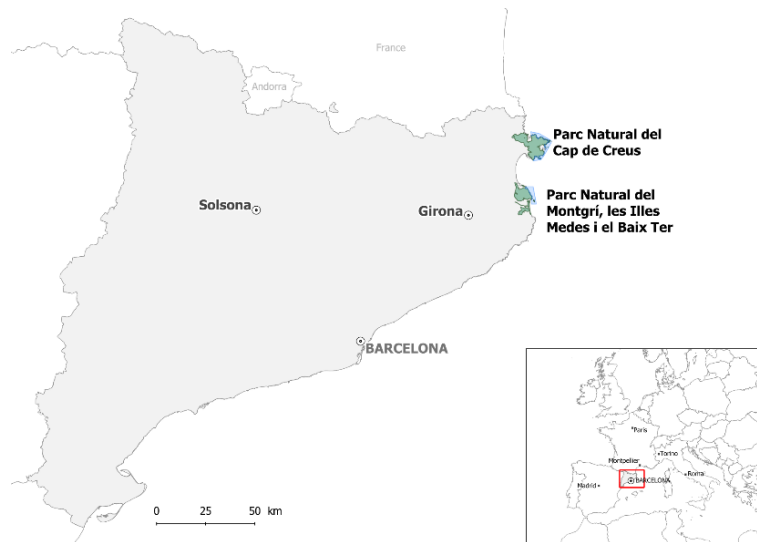 France
Andorra
Parc Natural del
Cap de Creus
Parc Natural del
Montgrí, les Illes
Medes i el Baix Ter
Solsona
Girona
BARCELONA
Paris
Montpelier
Torino
Roma
Madrid
BARCELONA
0 25 50 km